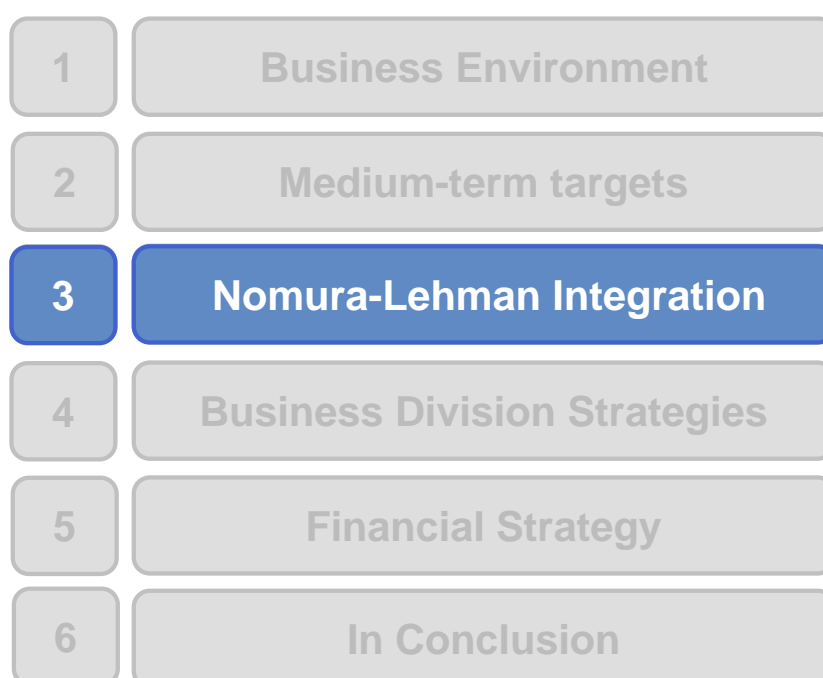 1 Business Environment
2 Medium-term targets
3 Nomura-Lehman Integration
4 Business Division Strategies
5 Financial Strategy
6 In Conclusion